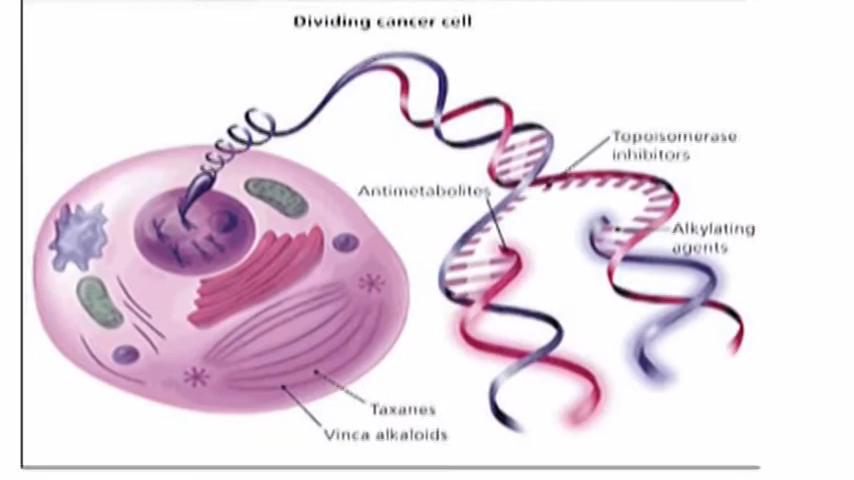 Dividing cancer cell
Topoisomerase
inhibitors
Antimetabolites
Alkylating
agents
Taxanes
Vinca alkaloids